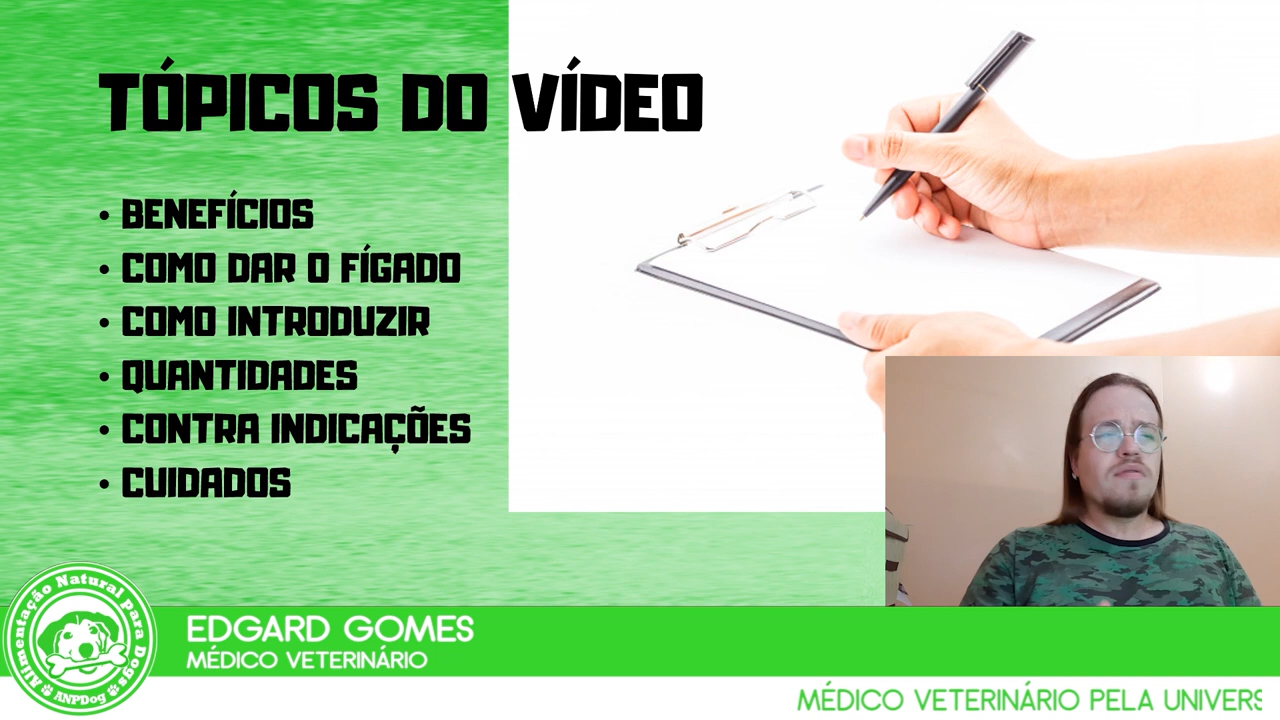 TÓPICOS DO VÍDEO
• BENEFÍCIOS
• COMO DAR O FÍGADO
• COMO INTRODUZIR
• QUANTIDADES
• CONTRA INDICAÇÕES
• CUIDADOS
Alimentação Natural para Dogs
ANPDog
EDGARD GOMES
MÉDICO VETERINÁRIO
MÉDICO VETERINÁRIO PELA UNIVERS